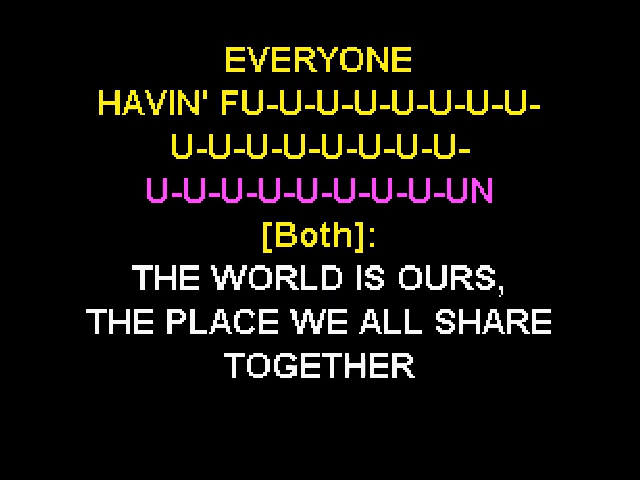 EVERYONE
HAVIN' FU-U-U-U-U-U-U-U-
U-U-U-U-U-U-U-U-
U-U-U-U-U-U-U-U-UN
[Both]:
THE WORLD IS OURS,
THE PLACE WE ALL SHARE
TOGETHER